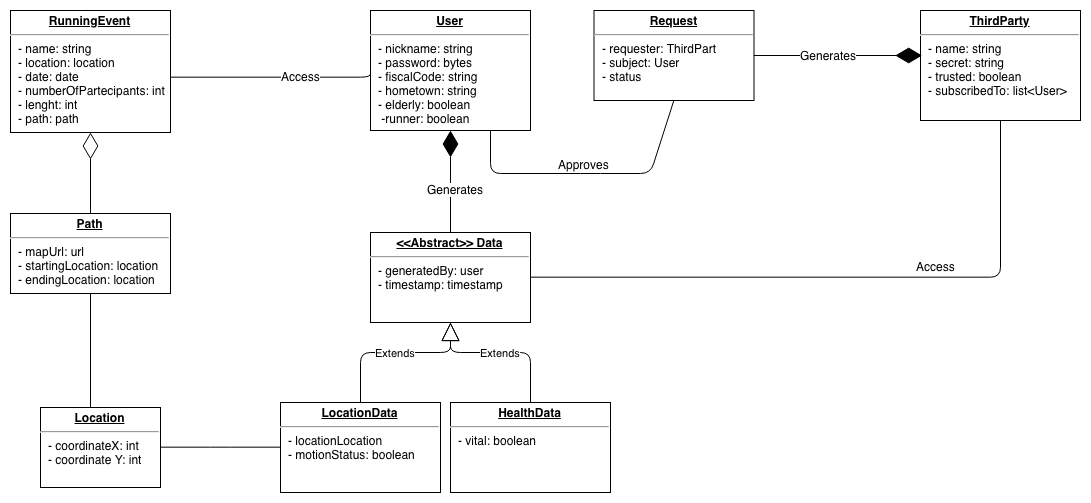 RunningEvent
- name: string
- location: location
- date: date
- numberOfPartecipants: int
- lenght: int
- path: path
Access
User
- nickname: string
- password: bytes
- fiscalCode: string
- hometown: string
- elderly: boolean
-runner: boolean
Request
- requester: ThirdPart
- subject: User
- status
Generates
ThirdParty
- name: string
- secret: string
- trusted: boolean
- subscribedTo: list<User>
Approves
Generates
Path
- mapUrl: url
- startingLocation: location
- endingLocation: location
<<Abstract>> Data
- generatedBy: user
- timestamp: timestamp
Access
Extends
Extends
Location
- coordinateX: int
- coordinate Y: int
LocationData
- locationLocation
- motionStatus: boolean
HealthData
- vital: boolean